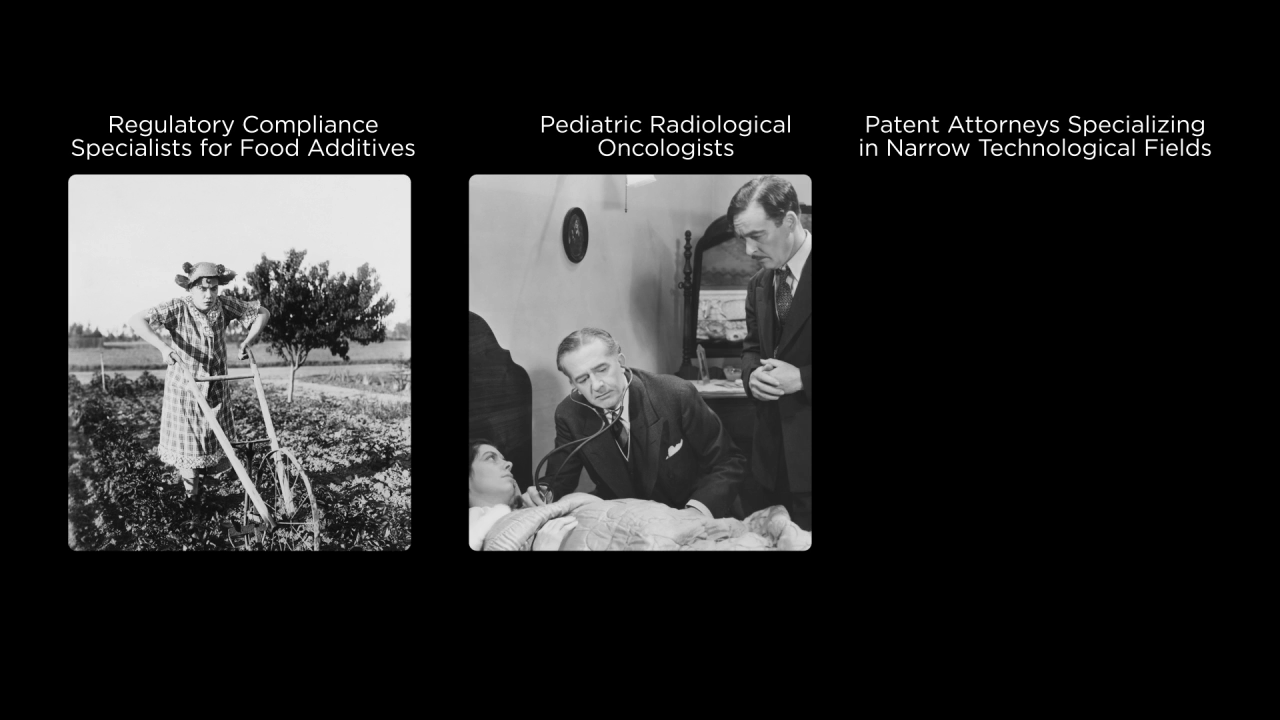 Regulatory Compliance
Specialists for Food Additives
Pediatric Radiological
Oncologists
Patent Attorneys Specializing
in Narrow Technological Fields